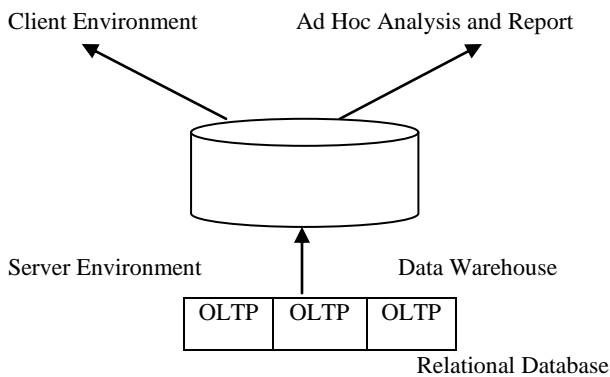 Client Environment Ad Hoc Analysis and Report
Server Environment Data Warehouse
OLTP OLTP OLTP
Relational Database